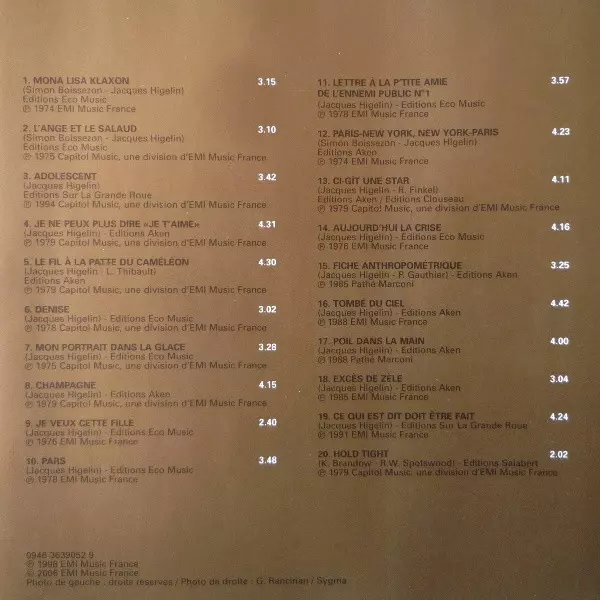 1. MONA LISA KLAXON 3.15
(Simon Boissezon - Jacques Higelin)
Editions Eco Music
℗ 1974 EMI Music France
2. L'ANGE ET LE SALAUD 3.10
(Simon Boissezon - Jacques Higelin)
Editions Eco Music
℗ 1975 Capitol Music, une division d'EMI Music France
3. ADOLESCENT 3.42
(Jacques Higelin)
Editions Sur La Grande Roue
℗ 1994 Capitol Music, une division d'EMI Music France
4. JE NE PEUX PLUS DIRE «JE T'AIME» 4.31
(Jacques Higelin) - Editions Aken
℗ 1979 Capitol Music, une division d'EMI Music France
5. LE FIL À LA PATTE DU CAMÉLÉON 4.30
(Jacques Higelin - L. Thibault)
Editions Aken
℗ 1979 Capitol Music, une division d'EMI Music France
6. DENISE 3.02
(Jacques Higelin) - Editions Eco Music
℗ 1978 Capitol Music, une division d'EMI Music France
7. MON PORTRAIT DANS LA GLACE 3.28
(Jacques Higelin) - Editions Eco Music
℗ 1975 Capitol Music, une division d'EMI Music France
8. CHAMPAGNE 4.15
(Jacques Higelin) - Editions Aken
℗ 1979 Capitol Music, une division d'EMI Music France
9. JE VEUX CETTE FILLE 2.40
(Jacques Higelin) - Editions Eco Music
℗ 1976 EMI Music France
10. PARS 3.48
(Jacques Higelin) - Editions Eco Music
℗ 1978 EMI Music France
11. LETTRE À LA P'TITE AMIE 3.57
DE L'ENNEMI PUBLIC N°1
(Jacques Higelin) - Editions Eco Music
℗ 1978 EMI Music France
12. PARIS-NEW YORK, NEW YORK-PARIS 4.23
(Simon Boissezon - Jacques Higelin)
Editions Aken
℗ 1974 EMI Music France
13. CI-GÎT UNE STAR 4.11
(Jacques Higelin - R. Finkel)
Editions Aken / Editions Clouseau
℗ 1979 Capitol Music, une division d'EMI Music France
14. AUJOURD'HUI LA CRISE 4.16
(Jacques Higelin) - Editions Eco Music
℗ 1976 EMI Music France
15. FICHE ANTHROPOMÉTRIQUE 3.25
(Jacques Higelin - F. Gauthier) - Editions Aken
℗ 1985 Pathé Marconi
16. TOMBÉ DU CIEL 4.42
(Jacques Higelin) - Editions Aken
℗ 1988 EMI Music France
17. POIL DANS LA MAIN 4.00
(Jacques Higelin) - Editions Aken
℗ 1988 Pathé Marconi
18. EXCÈS DE ZÈLE 3.04
(Jacques Higelin) - Editions Aken
℗ 1985 EMI Music France
19. CE QUI EST DIT DOIT ÊTRE FAIT 4.24
(Jacques Higelin) - Editions Sur La Grande Roue
℗ 1991 EMI Music France
20. HOLD TIGHT 2.02
(K. Brandow - R.W. Spotswood) - Editions Salabert
℗ 1979 Capitol Music, une division d'EMI Music France
0946 3639052 9
℗ 1998 EMI Music France
© 2006 EMI Music France
Photo de gauche : droits réservés / Photo de droite : G. Rancinan / Sygma